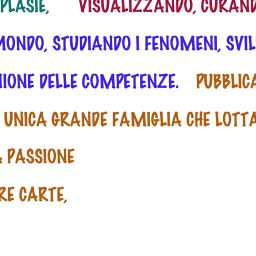 PLASIE, VISUALIZZANDO, CURAND
MONDO, STUDIANDO I FENOMENI, SVIL
IONE DELLE COMPETENZE. PUBBLICA
UNICA GRANDE FAMIGLIA CHE LOTTA
PASSIONE
RE CARTE,